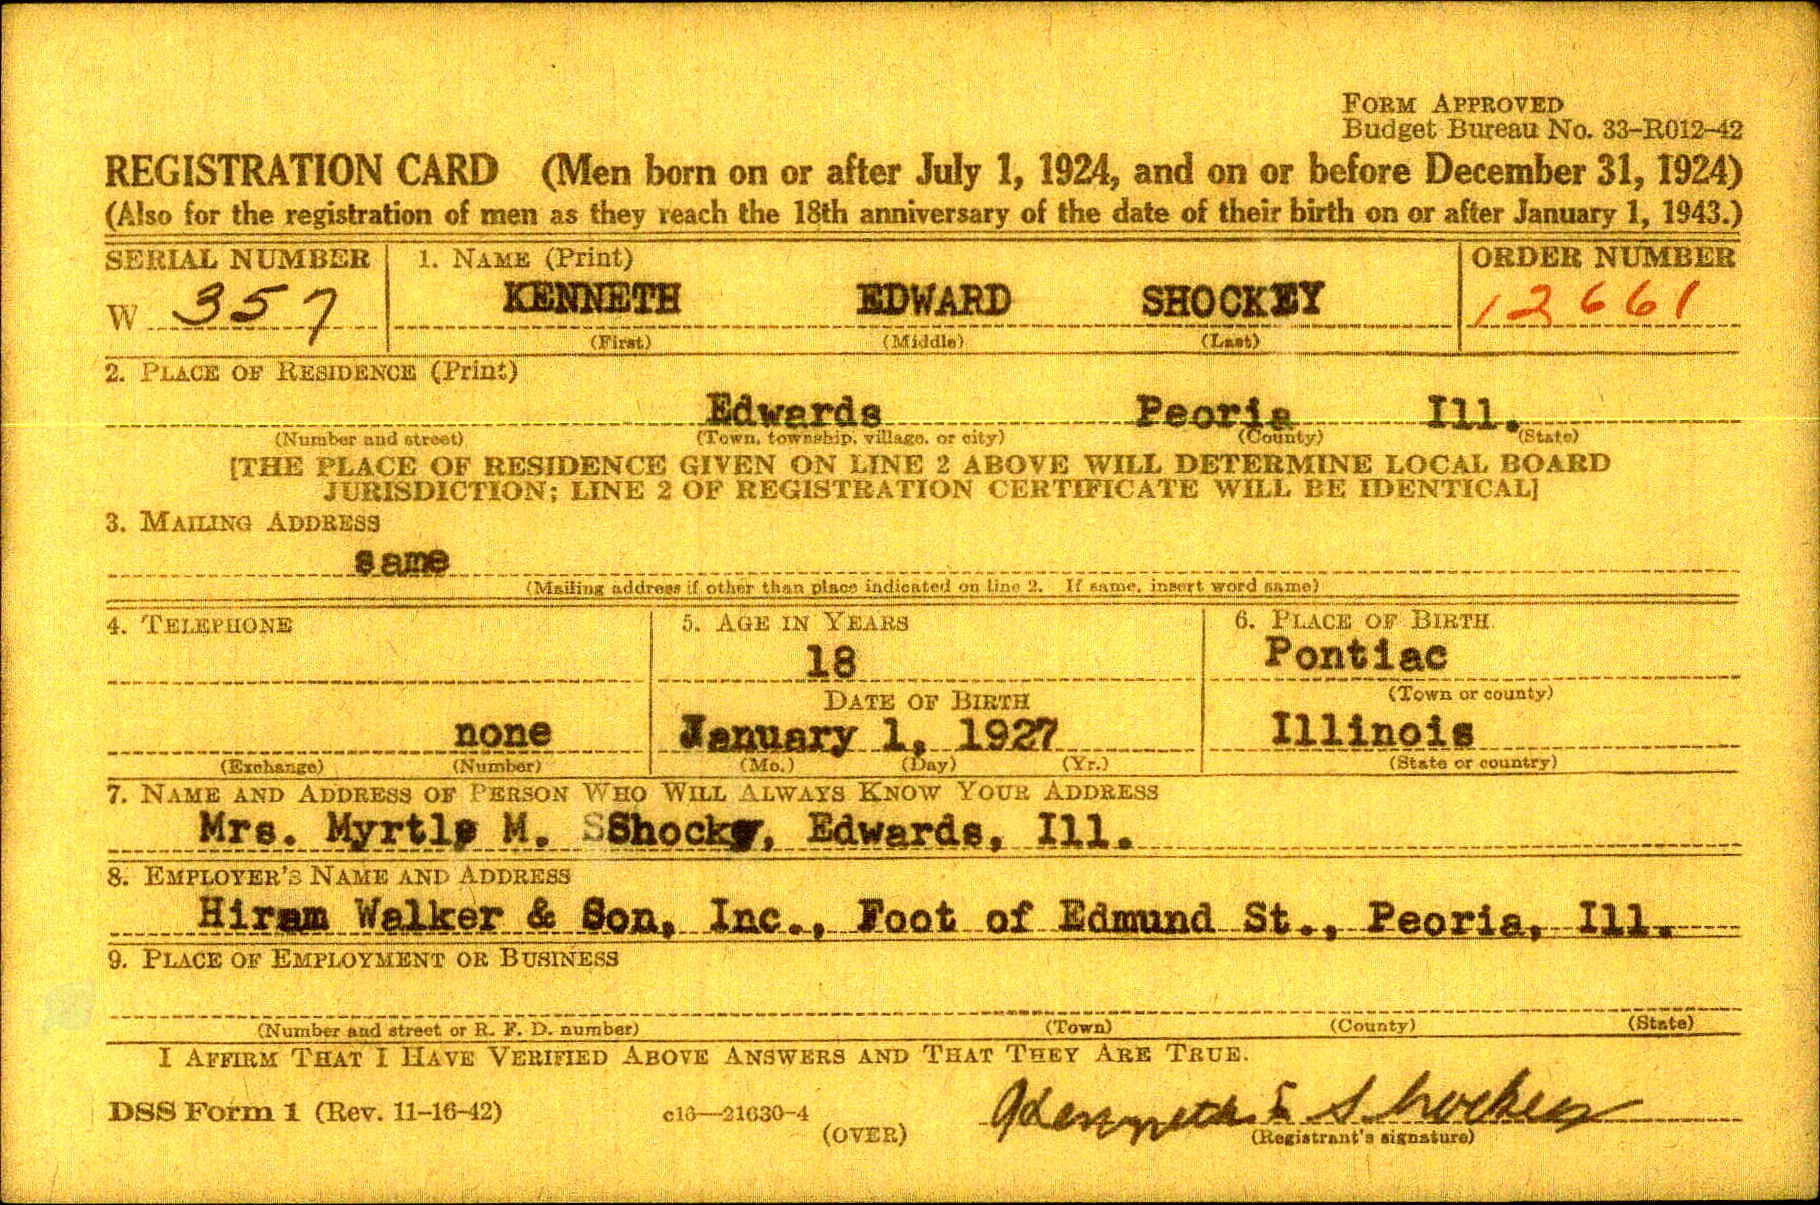 FORM APPROVED
Budget Bureau No. 33–R012–42
REGISTRATION CARD (Men born on or after July 1, 1924, and on or before December 31, 1924)
(Also for the registration of men as they reach the 18th anniversary of the date of their birth on or after January 1, 1943.)
SERIAL NUMBER 1. NAME (Print) ORDER NUMBER
W 357 KENNETH EDWARD SHOCKEY 12661
(First) (Middle) (Last)
2. PLACE OF RESIDENCE (Print)
Edwards Peoria Ill.
(Number and street) (Town, township, village, or city) (County) (State)
[THE PLACE OF RESIDENCE GIVEN ON LINE 2 ABOVE WILL DETERMINE LOCAL BOARD
JURISDICTION; LINE 2 OF REGISTRATION CERTIFICATE WILL BE IDENTICAL]
3. MAILING ADDRESS
same
(Mailing address if other than place indicated on line 2. If same, insert word same)
4. TELEPHONE 5. AGE IN YEARS 6. PLACE OF BIRTH
18 Pontiac
DATE OF BIRTH (Town or county)
none January 1, 1927 Illinois
(Exchange) (Number) (Mo.) (Day) (Yr.) (State or country)
7. NAME AND ADDRESS OF PERSON WHO WILL ALWAYS KNOW YOUR ADDRESS
Mrs. Myrtle M. SShocky, Edwards, Ill.
8. EMPLOYER'S NAME AND ADDRESS
Hiram Walker & Son, Inc., Foot of Edmund St., Peoria, Ill.
9. PLACE OF EMPLOYMENT OR BUSINESS
(Number and street or R. F. D. number) (Town) (County) (State)
I AFFIRM THAT I HAVE VERIFIED ABOVE ANSWERS AND THAT THEY ARE TRUE.
DSS Form 1 (Rev. 11–16–42) c16—21630–4 Kenneth E Shockey
(OVER) (Registrant's signature)